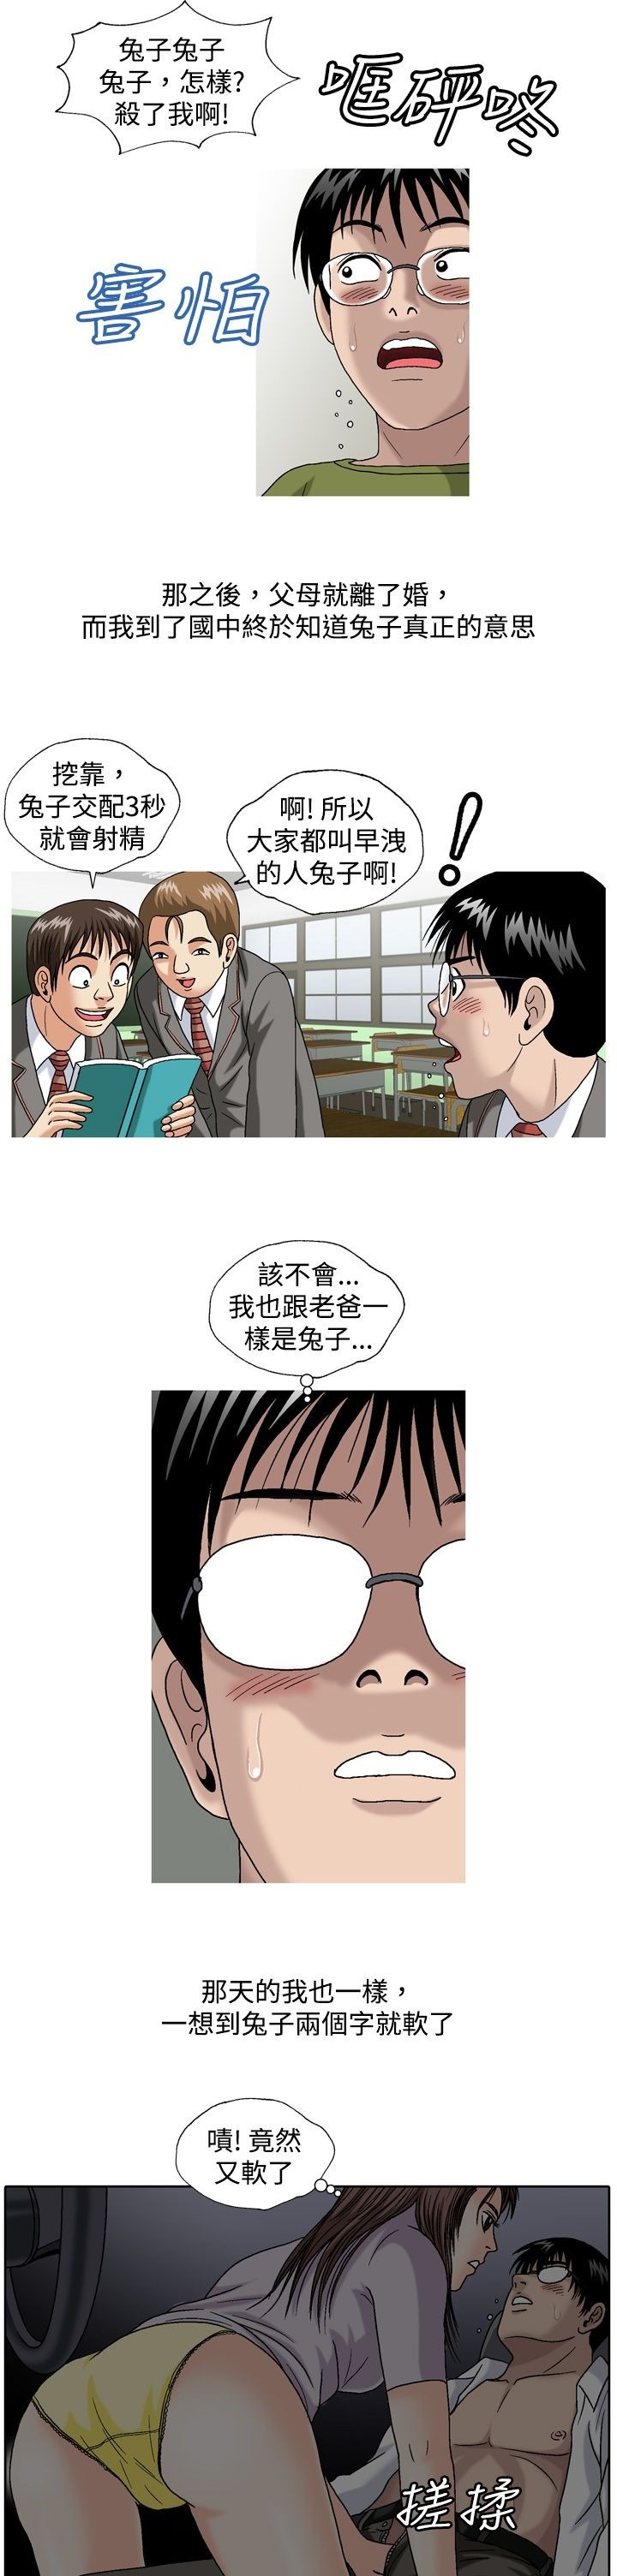 兔子兔子
兔子，怎樣?
殺了我啊!
哐砰咚
害怕
那之後，父母就離了婚，
而我到了國中終於知道兔子真正的意思
挖靠，
兔子交配3秒
就會射精
啊! 所以
大家都叫早洩
的人兔子啊!
!
該不會...
我也跟老爸一
樣是兔子...
那天的我也一樣，
一想到兔子兩個字就軟了
嘖! 竟然
又軟了
搓揉